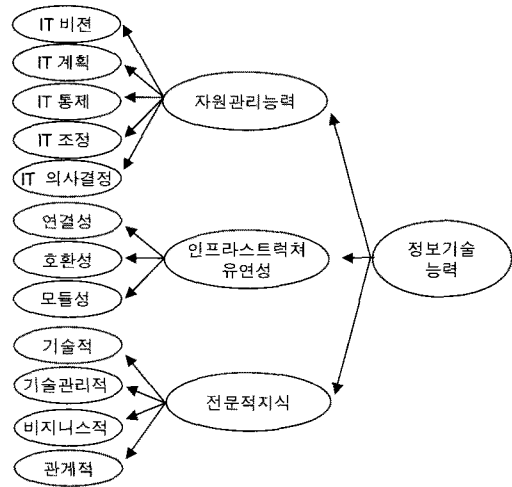 IT 비젼
IT 계획
IT 통제
IT 조정
IT 의사결정
자원관리능력
연결성
호환성
모듈성
인프라스트럭쳐
유연성
정보기술
능력
기술적
기술관리적
비지니스적
관계적
전문적지식